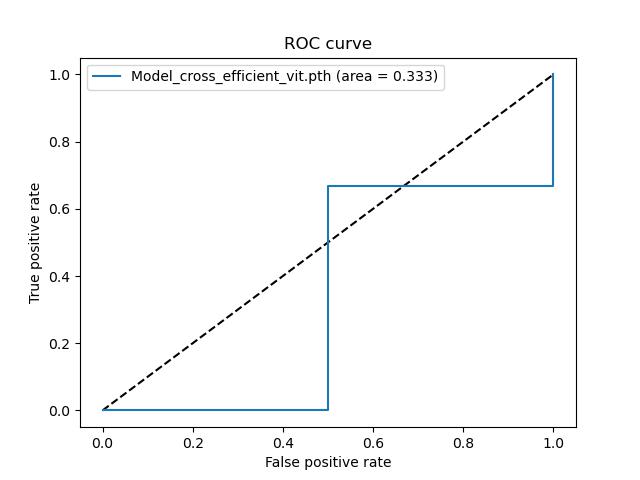 ROC curve
Model_cross_efficient_vit.pth (area = 0.333)
True positive rate
1.0
0.8
0.6
0.4
0.2
0.0
0.0 0.2 0.4 0.6 0.8 1.0
False positive rate